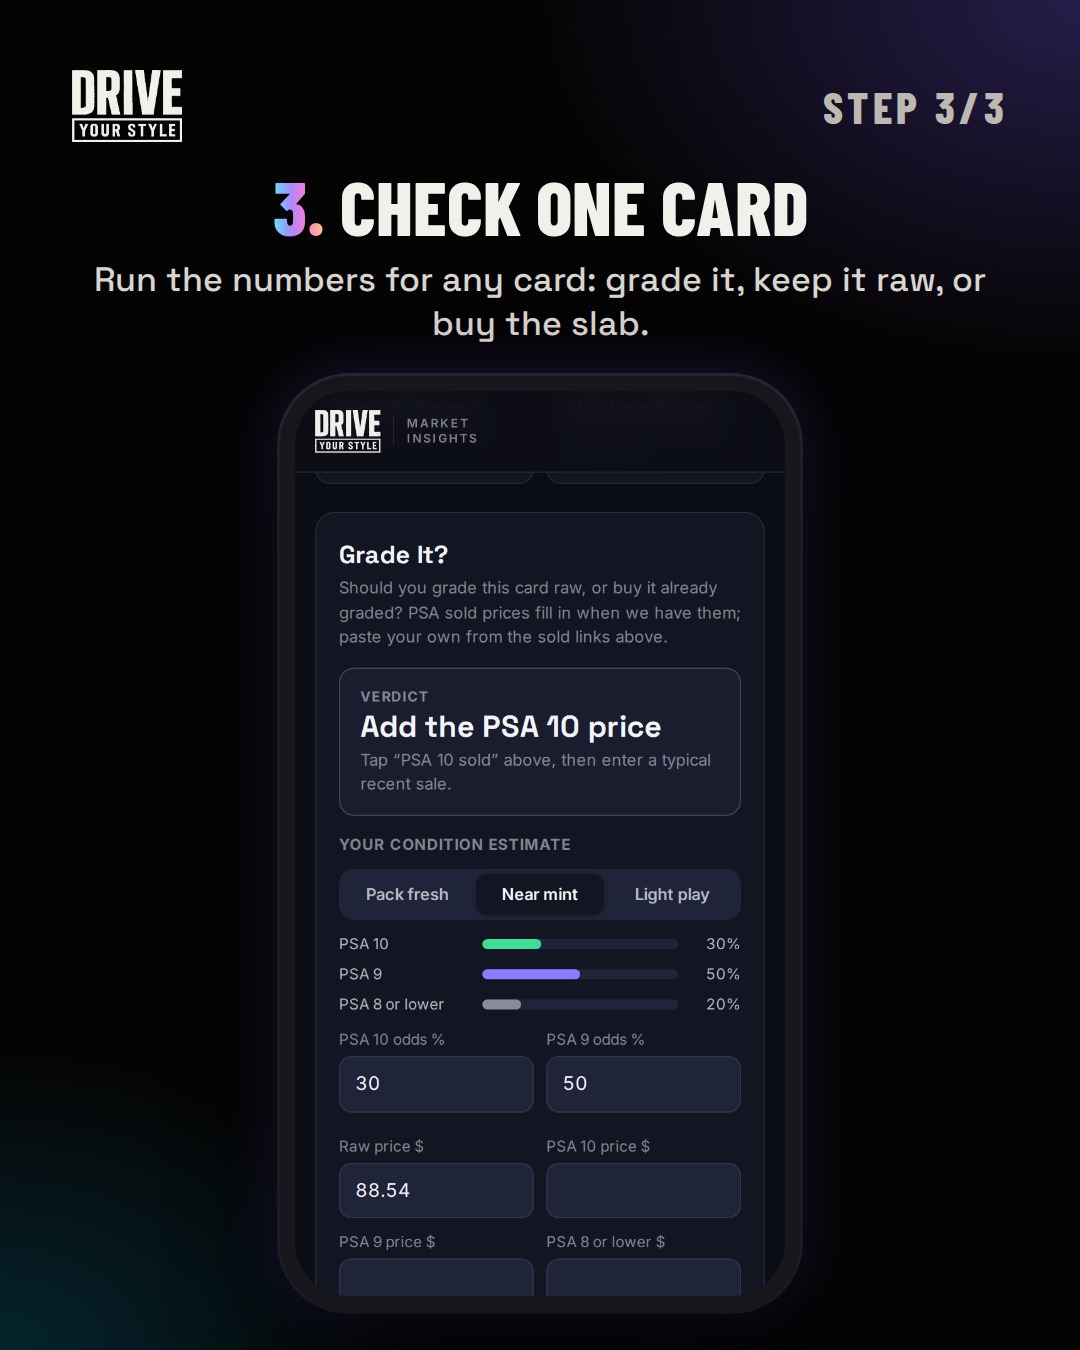 DRIVE
YOUR STYLE
STEP 3/3
3. CHECK ONE CARD
Run the numbers for any card: grade it, keep it raw, or
buy the slab.
DRIVE
YOUR STYLE
MARKET
INSIGHTS
Grade It?
Should you grade this card raw, or buy it already
graded? PSA sold prices fill in when we have them;
paste your own from the sold links above.
VERDICT
Add the PSA 10 price
Tap “PSA 10 sold” above, then enter a typical
recent sale.
YOUR CONDITION ESTIMATE
Pack fresh Near mint Light play
PSA 10 30%
PSA 9 50%
PSA 8 or lower 20%
PSA 10 odds % PSA 9 odds %
30 50
Raw price $ PSA 10 price $
88.54
PSA 9 price $ PSA 8 or lower $